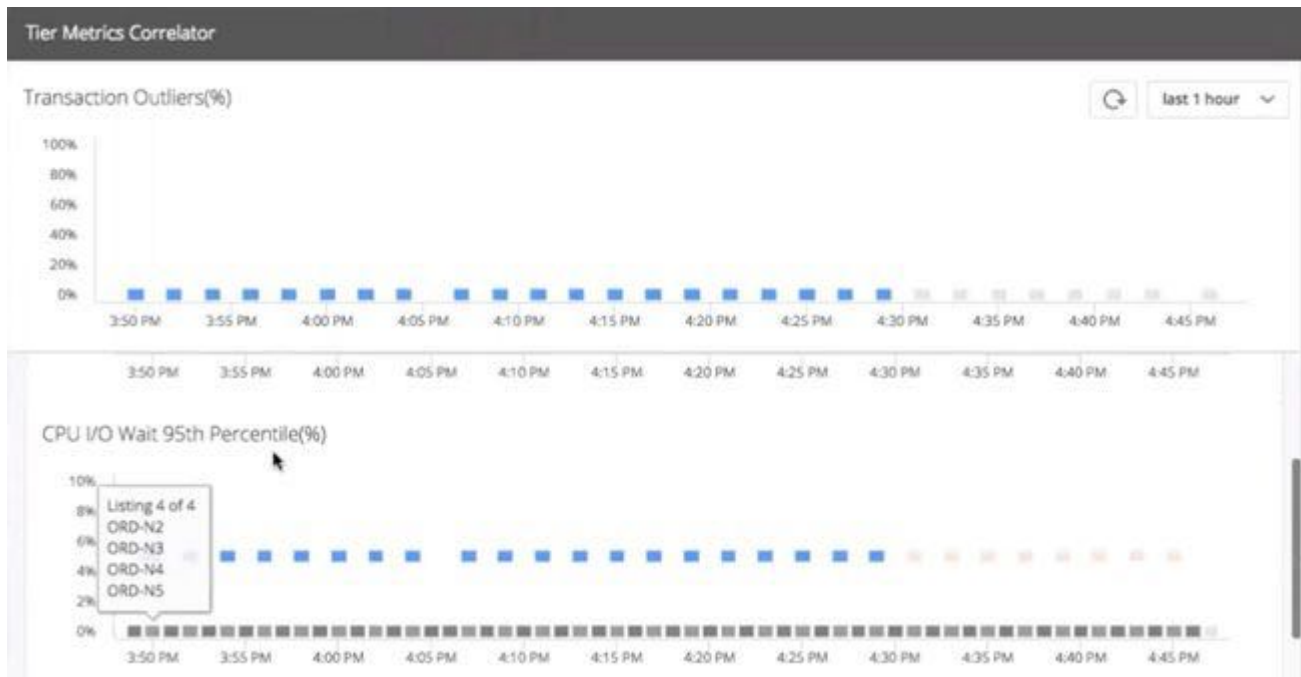 Tier Metrics Correlator
Transaction Outliers(%)
last 1 hour
100%
80%
60%
40%
20%
0%
3:50 PM 3:55 PM 4:00 PM 4:05 PM 4:10 PM 4:15 PM 4:20 PM 4:25 PM 4:30 PM 4:35 PM 4:40 PM 4:45 PM
3:50 PM 3:55 PM 4:00 PM 4:05 PM 4:10 PM 4:15 PM 4:20 PM 4:25 PM 4:30 PM 4:35 PM 4:40 PM 4:45 PM
CPU I/O Wait 95th Percentile(%)
10%
8%
6%
4%
2%
0%
Listing 4 of 4
ORD-N2
ORD-N3
ORD-N4
ORD-N5
3:50 PM 3:55 PM 4:00 PM 4:05 PM 4:10 PM 4:15 PM 4:20 PM 4:25 PM 4:30 PM 4:35 PM 4:40 PM 4:45 PM